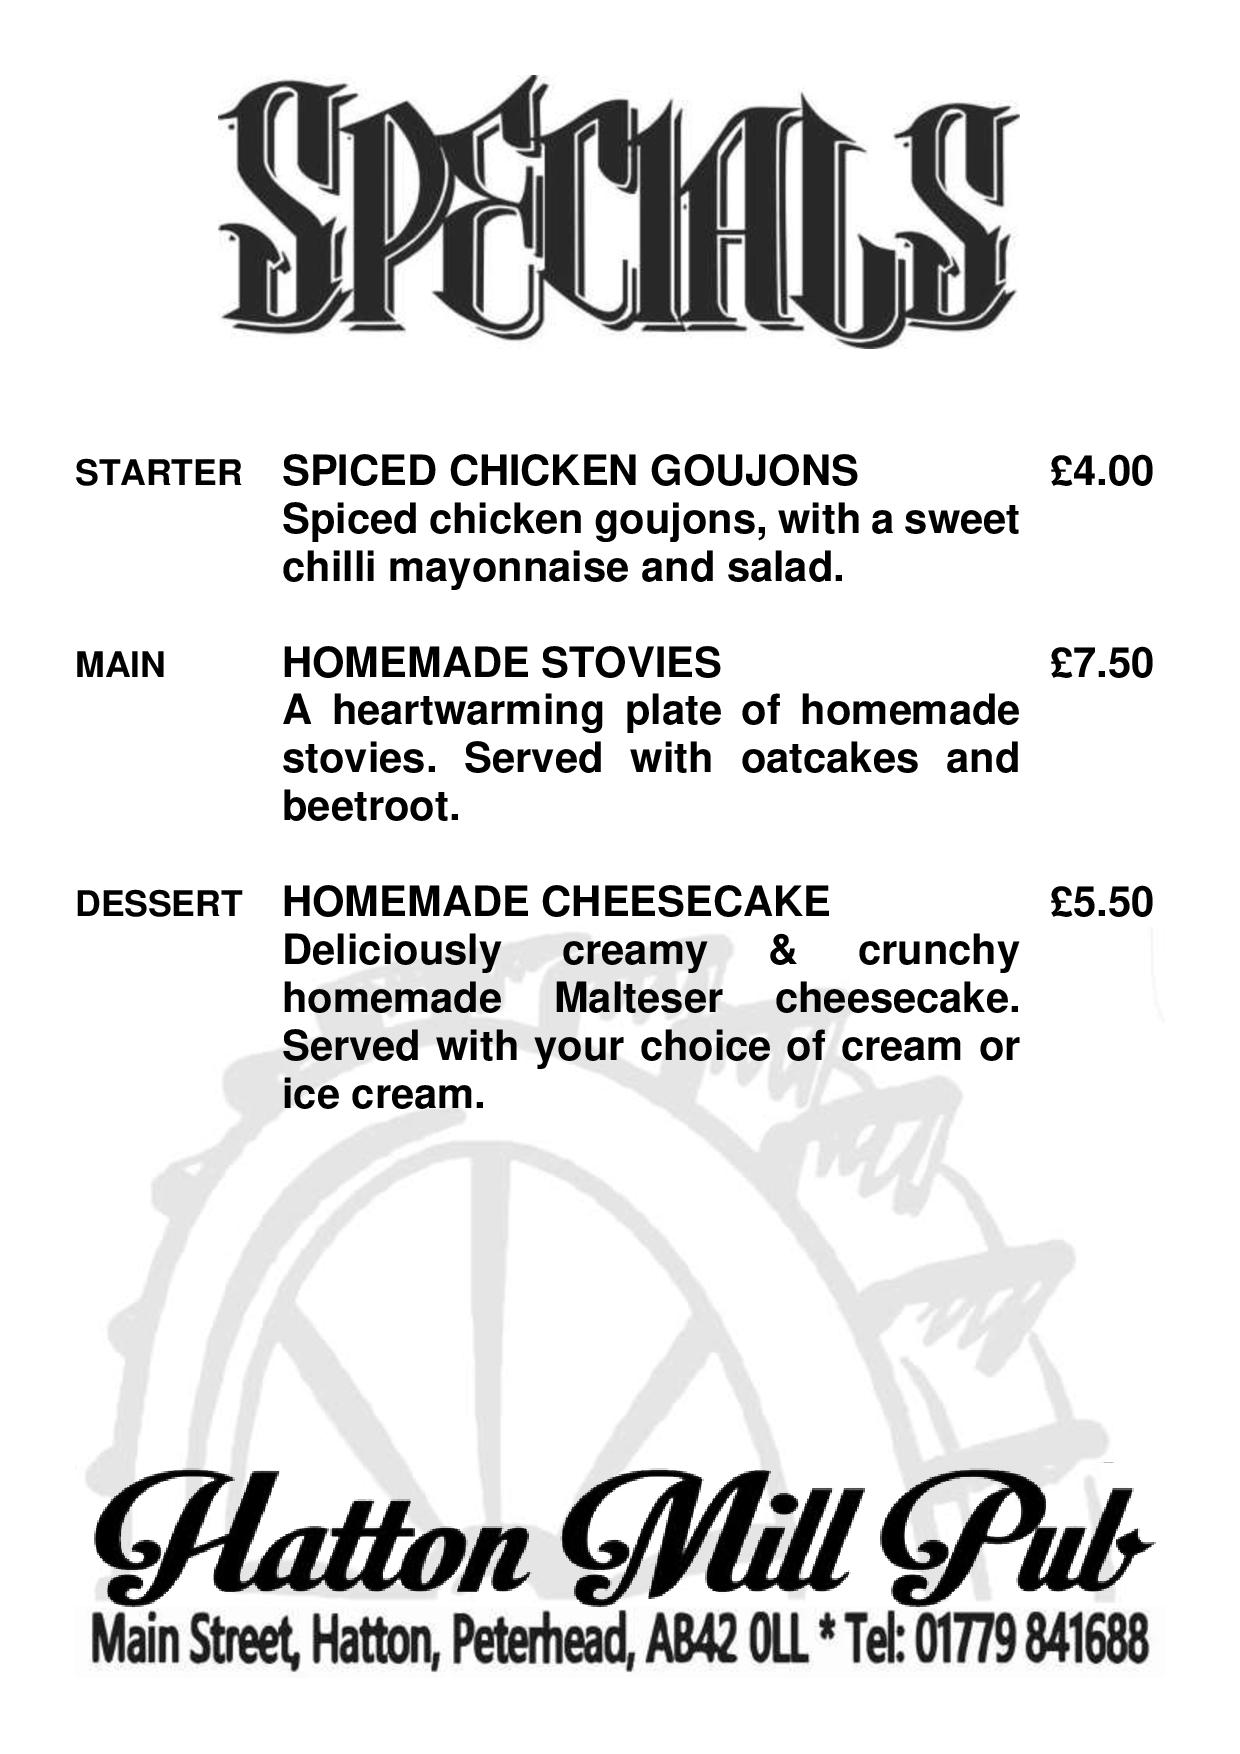 SPECIALS
STARTER SPICED CHICKEN GOUJONS £4.00
Spiced chicken goujons, with a sweet
chilli mayonnaise and salad.
MAIN HOMEMADE STOVIES £7.50
A heartwarming plate of homemade
stovies. Served with oatcakes and
beetroot.
DESSERT HOMEMADE CHEESECAKE £5.50
Deliciously creamy & crunchy
homemade Malteser cheesecake.
Served with your choice of cream or
ice cream.
Hatton Mill Pub
Main Street, Hatton, Peterhead, AB42 0LL * Tel: 01779 841688